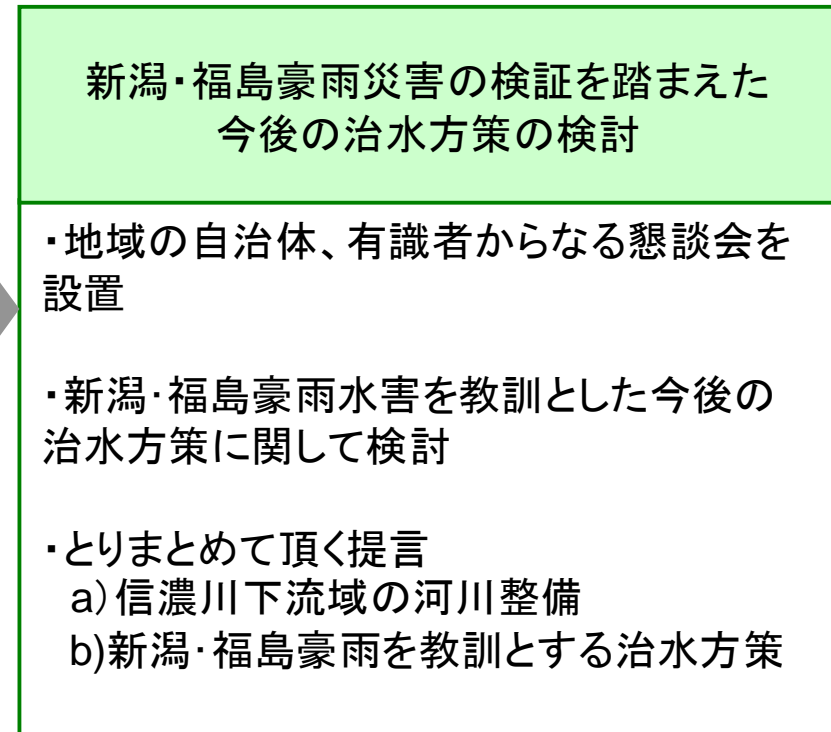 新潟・福島豪雨災害の検証を踏まえた
今後の治水方策の検討
・地域の自治体、有識者からなる懇談会を
設置
・新潟・福島豪雨水害を教訓とした今後の
治水方策に関して検討
・とりまとめて頂く提言
a）信濃川下流域の河川整備
b)新潟・福島豪雨を教訓とする治水方策